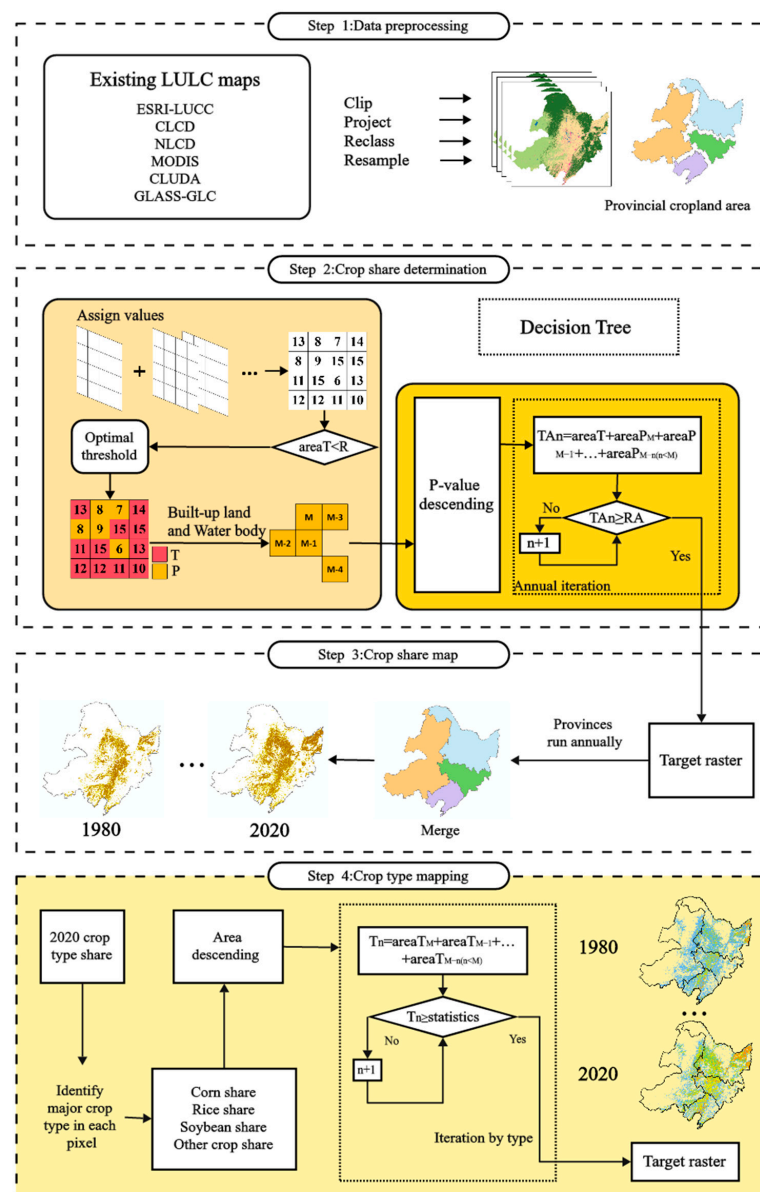 Step 1:Data preprocessing
Existing LULC maps
ESRI-LUCC
CLCD
NLCD
MODIS
CLUDA
GLASS-GLC
Clip
Project
Reclass
Resample
Provincial cropland area
Step 2:Crop share determination
Assign values
+
...
13 8 7 14
8 9 15 15
11 15 6 13
12 12 11 10
Decision Tree
Optimal
threshold
areaT<R
13 8 7 14
8 9 15 15
11 15 6 13
12 12 11 10
T
P
Built-up land
and Water body
M M-3
M-2 M-1
M-4
P-value
descending
TAn=areaT+areaPM+areaP
M−1+…+areaPM−n(n<M)
TAn≥RA
No
n+1
Yes
Annual iteration
Step 3:Crop share map
...
1980
2020
Merge
Provinces
run annually
Target raster
Step 4:Crop type mapping
2020 crop
type share
Area
descending
Identify
major crop
type in each
pixel
Corn share
Rice share
Soybean share
Other crop share
Tn=areaTM+areaTM−1+…
+areaTM−n(n<M)
Tn≥statistics
No
Yes
n+1
Iteration by type
1980
...
2020
Target raster